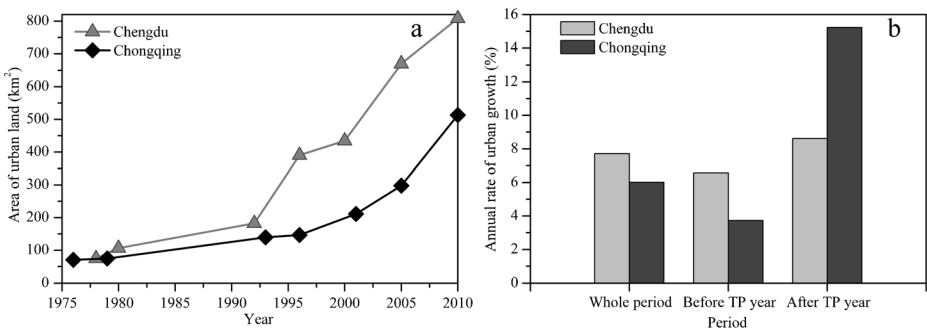 a
Chengdu
Chongqing
Area of urban land (km²)
800
700
600
500
400
300
200
100
0
1975 1980 1985 1990 1995 2000 2005 2010
Year
b
Chengdu
Chongqing
Annual rate of urban growth (%)
16
14
12
10
8
6
4
2
0
Whole period Before TP year After TP year
Period